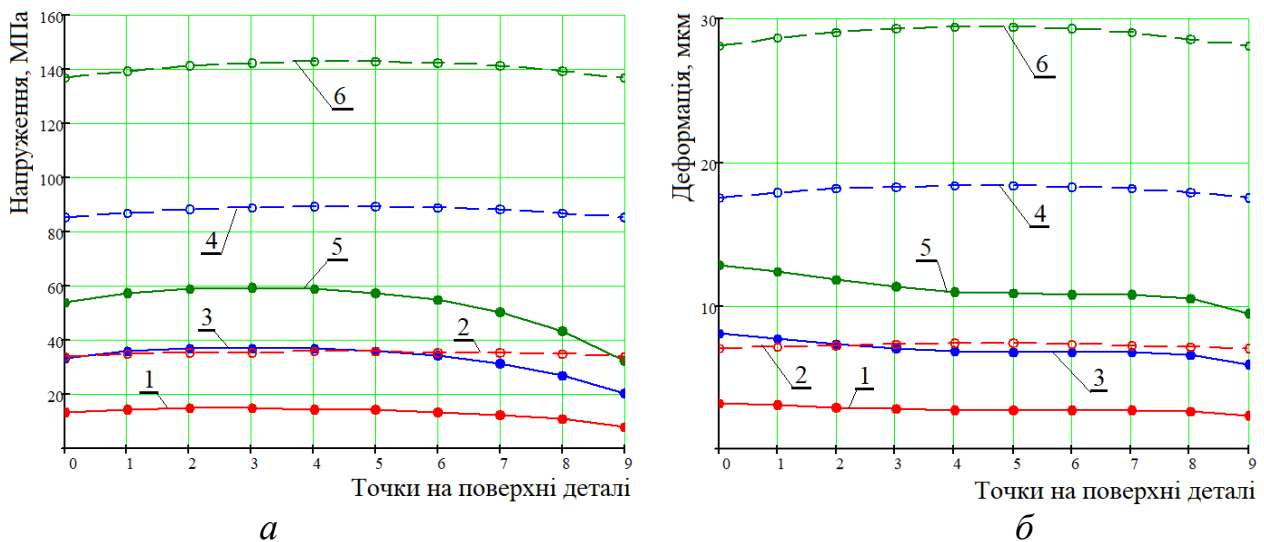 Напруження, МПа
160
140
120
100
80
60
40
20
0 1 2 3 4 5 6 7 8 9
6
4
5
3
2
1
Точки на поверхні деталі
а
Деформація, мкм
30
20
10
0 1 2 3 4 5 6 7 8 9
6
4
5
2
1
3
Точки на поверхні деталі
б